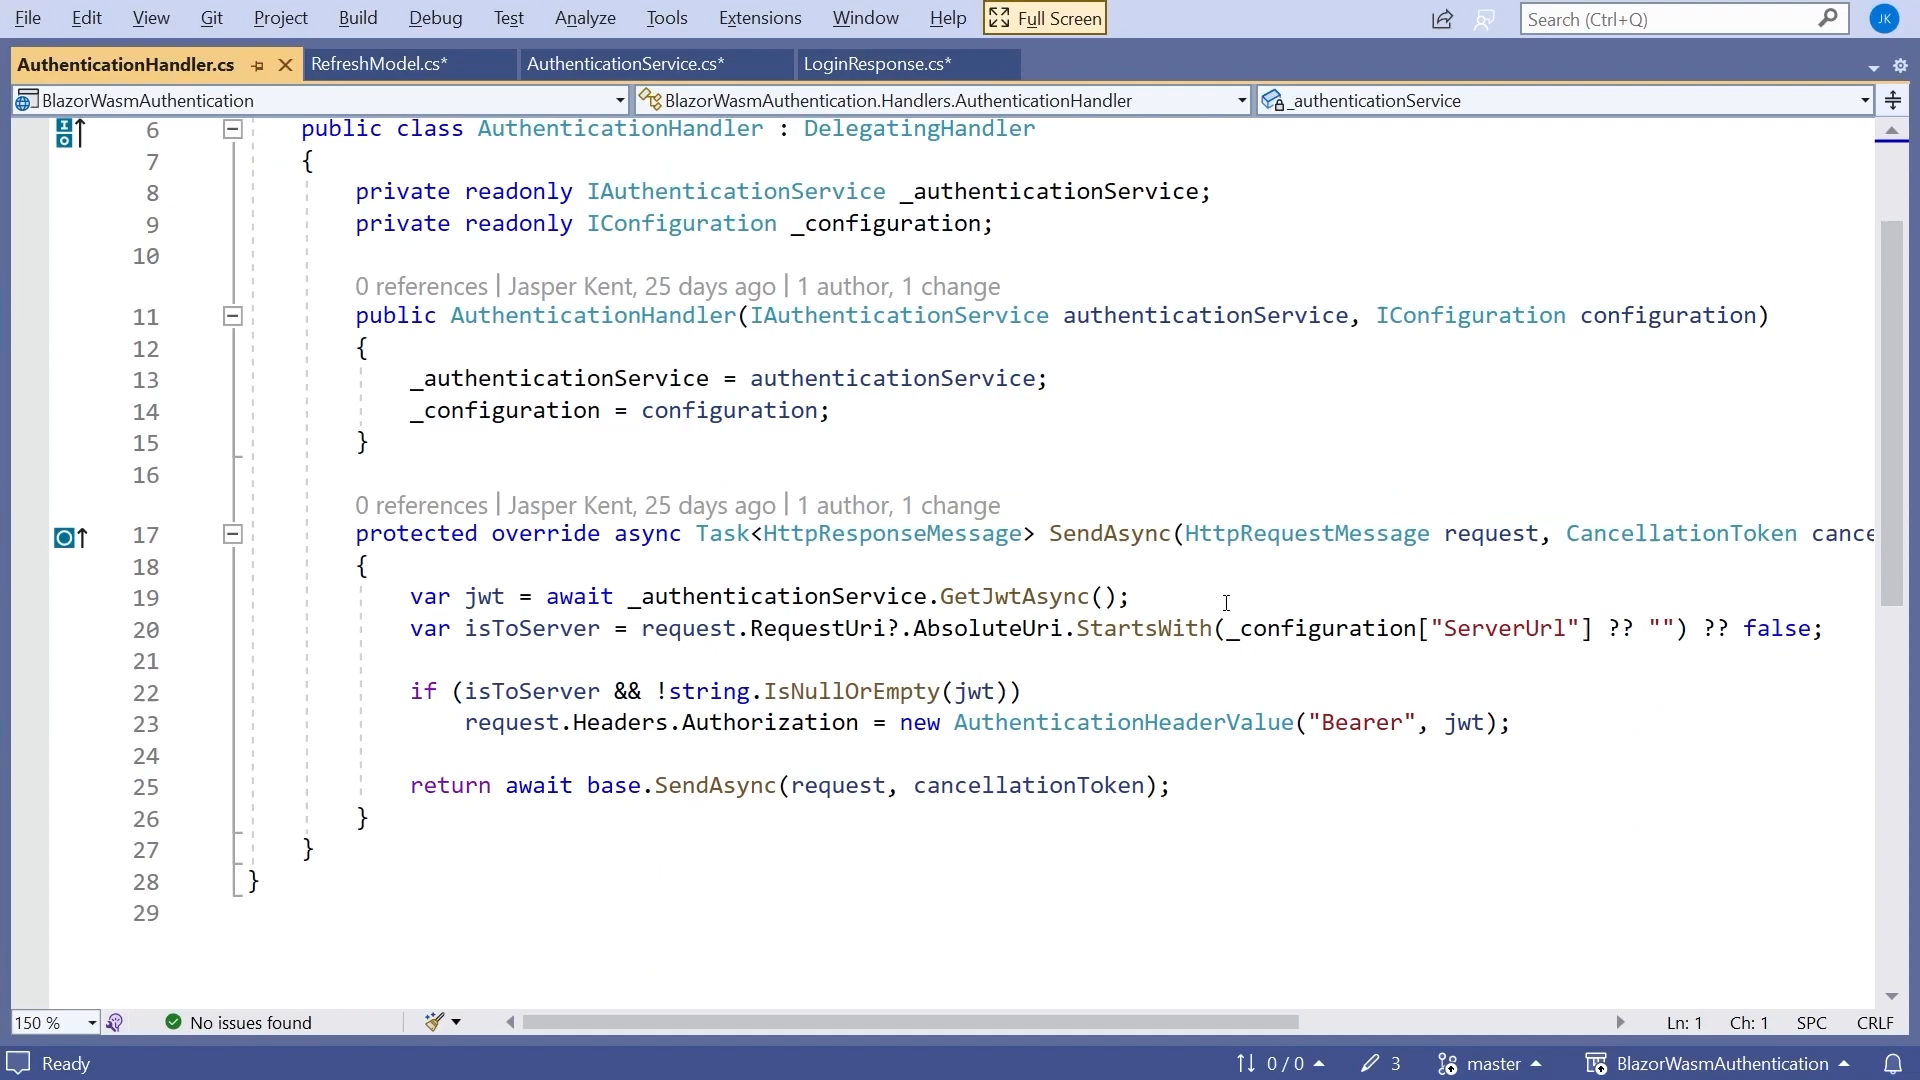 File Edit View Git Project Build Debug Test Analyze Tools Extensions Window Help Full Screen Search (Ctrl+Q) JK
AuthenticationHandler.cs RefreshModel.cs* AuthenticationService.cs* LoginResponse.cs*
BlazorWasmAuthentication BlazorWasmAuthentication.Handlers.AuthenticationHandler _authenticationService
6 public class AuthenticationHandler : DelegatingHandler
7 {
8 private readonly IAuthenticationService _authenticationService;
9 private readonly IConfiguration _configuration;
10
0 references | Jasper Kent, 25 days ago | 1 author, 1 change
11 public AuthenticationHandler(IAuthenticationService authenticationService, IConfiguration configuration)
12 {
13 _authenticationService = authenticationService;
14 _configuration = configuration;
15 }
16
0 references | Jasper Kent, 25 days ago | 1 author, 1 change
17 protected override async Task<HttpResponseMessage> SendAsync(HttpRequestMessage request, CancellationToken cance
18 {
19 var jwt = await _authenticationService.GetJwtAsync();
20 var isToServer = request.RequestUri?.AbsoluteUri.StartsWith(_configuration["ServerUrl"] ?? "") ?? false;
21
22 if (isToServer && !string.IsNullOrEmpty(jwt))
23 request.Headers.Authorization = new AuthenticationHeaderValue("Bearer", jwt);
24
25 return await base.SendAsync(request, cancellationToken);
26 }
27 }
28 }
29
150 % No issues found Ln: 1 Ch: 1 SPC CRLF
Ready 0 / 0 3 master BlazorWasmAuthentication